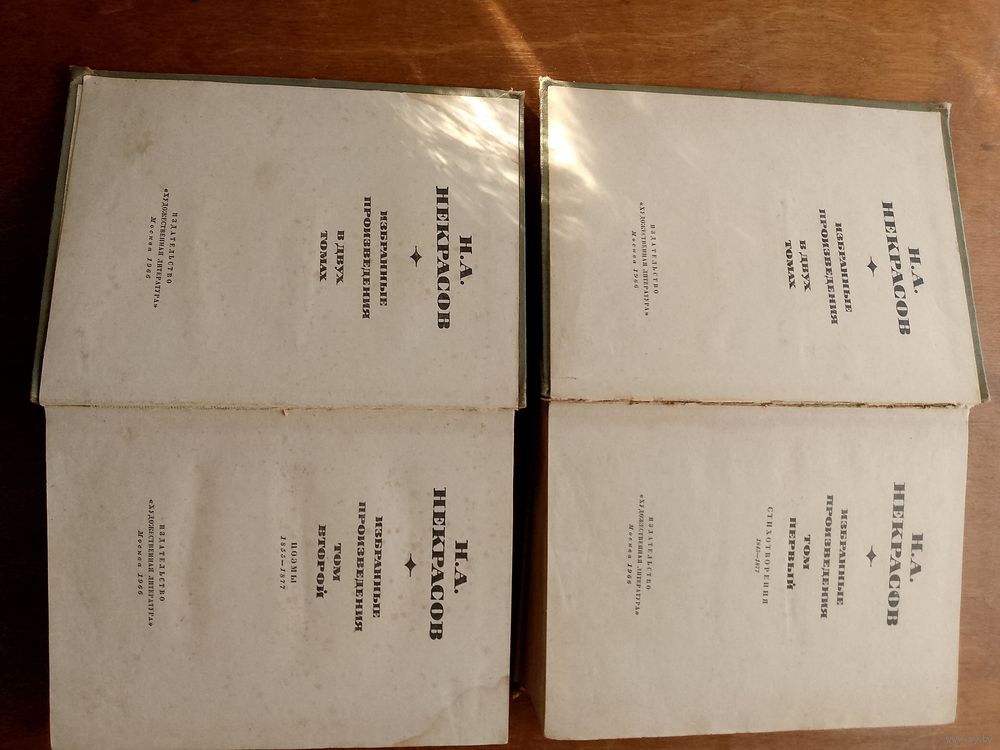 Н.А.
НЕКРАСОВ
ИЗБРАННЫЕ
ПРОИЗВЕДЕНИЯ
В ДВУХ
ТОМАХ
ИЗДАТЕЛЬСТВО
«ХУДОЖЕСТВЕННАЯ ЛИТЕРАТУРА»
Москва 1966
Н.А.
НЕКРАСОВ
ИЗБРАННЫЕ
ПРОИЗВЕДЕНИЯ
ТОМ
ПЕРВЫЙ
СТИХОТВОРЕНИЯ
1845—1877
ИЗДАТЕЛЬСТВО
«ХУДОЖЕСТВЕННАЯ ЛИТЕРАТУРА»
Москва 1966
Н.А.
НЕКРАСОВ
ИЗБРАННЫЕ
ПРОИЗВЕДЕНИЯ
В ДВУХ
ТОМАХ
ИЗДАТЕЛЬСТВО
«ХУДОЖЕСТВЕННАЯ ЛИТЕРАТУРА»
Москва 1966
Н.А.
НЕКРАСОВ
ИЗБРАННЫЕ
ПРОИЗВЕДЕНИЯ
ТОМ
ВТОРОЙ
ПОЭМЫ
1855—1877
ИЗДАТЕЛЬСТВО
«ХУДОЖЕСТВЕННАЯ ЛИТЕРАТУРА»
Москва 1966